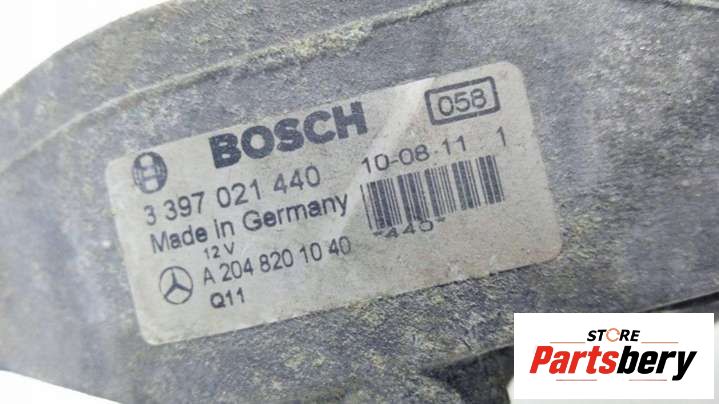 058
BOSCH
3 397 021 440 10-08.11 1
Made in Germany
12 V *440*
A 204 820 10 40
Q11
STORE
Partsbery